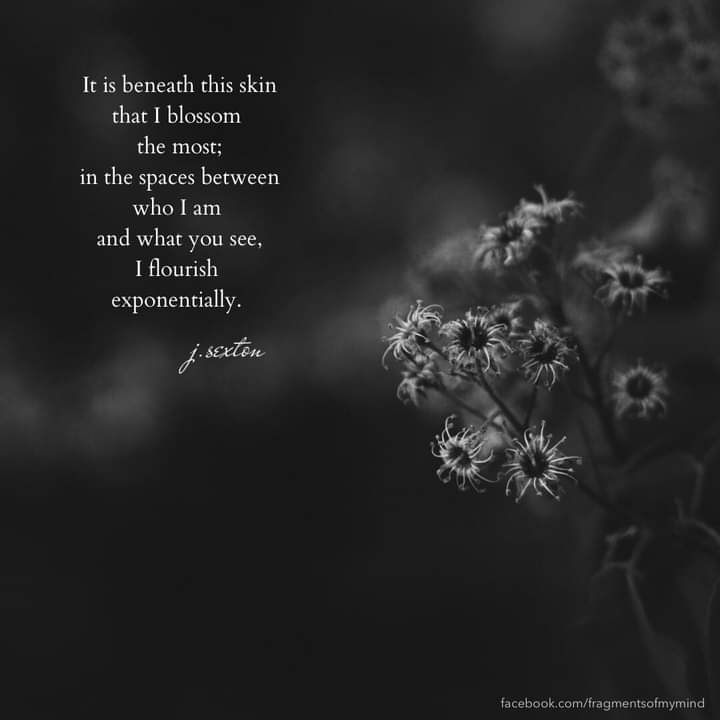 It is beneath this skin
that I blossom
the most;
in the spaces between
who I am
and what you see,
I flourish
exponentially.
j.sexton
facebook.com/fragmentsofmymind